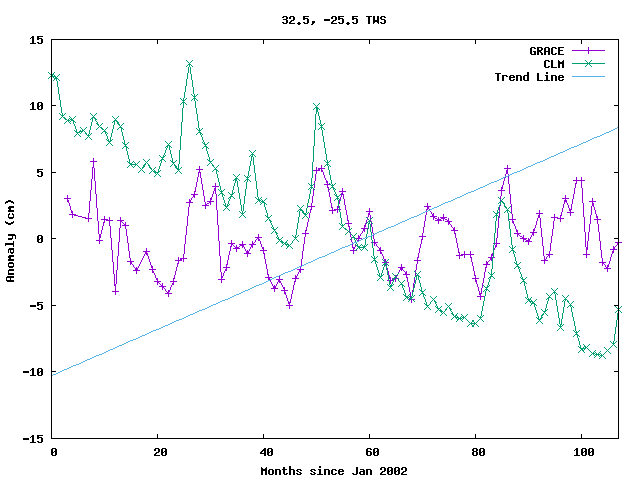 32.5, -25.5 TWS
GRACE
CLM
Trend Line
15
10
5
0
-5
-10
-15
Anomaly (cm)
0 20 40 60 80 100
Months since Jan 2002